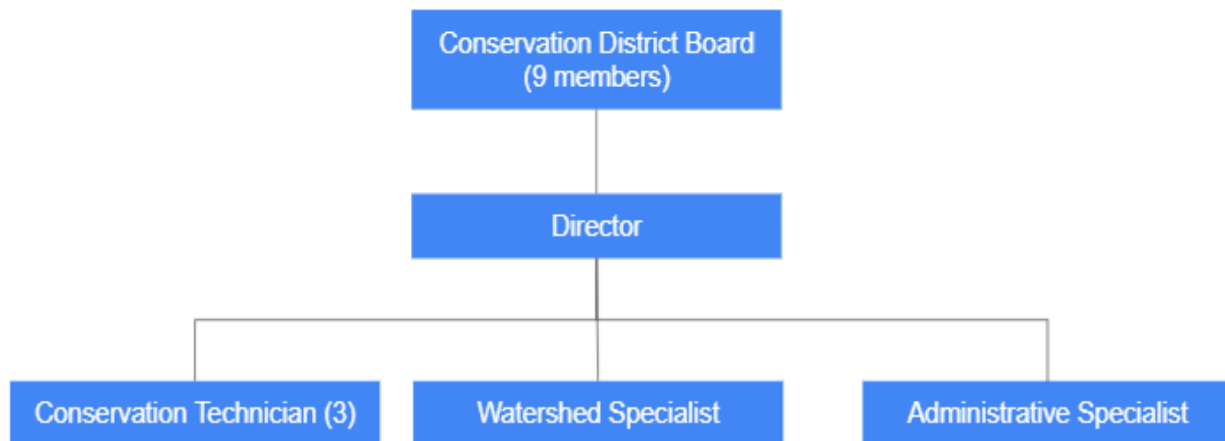 Conservation District Board
(9 members)
Director
Conservation Technician (3)
Watershed Specialist
Administrative Specialist